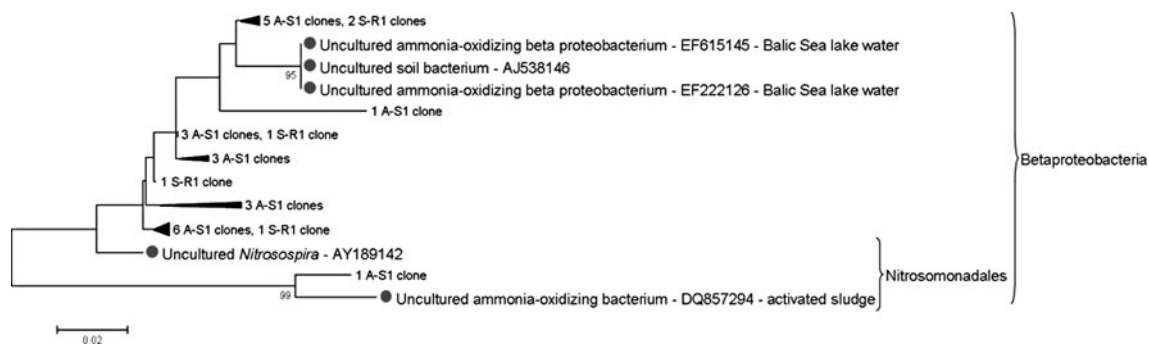 5 A-S1 clones, 2 S-R1 clones
Uncultured ammonia-oxidizing beta proteobacterium - EF615145 - Balic Sea lake water
Uncultured soil bacterium - AJ538146
95
Uncultured ammonia-oxidizing beta proteobacterium - EF222126 - Balic Sea lake water
1 A-S1 clone
3 A-S1 clones, 1 S-R1 clone
3 A-S1 clones
Betaproteobacteria
1 S-R1 clone
3 A-S1 clones
6 A-S1 clones, 1 S-R1 clone
Uncultured Nitrosospira - AY189142
1 A-S1 clone
Nitrosomonadales
99
Uncultured ammonia-oxidizing bacterium - DQ857294 - activated sludge
0.02